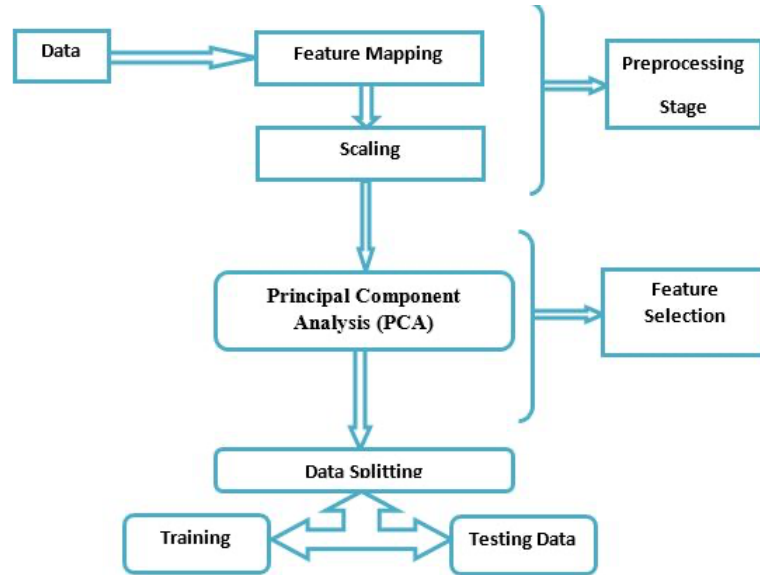 Data
Feature Mapping
Preprocessing
Stage
Scaling
Principal Component
Analysis (PCA)
Feature
Selection
Data Splitting
Training
Testing Data